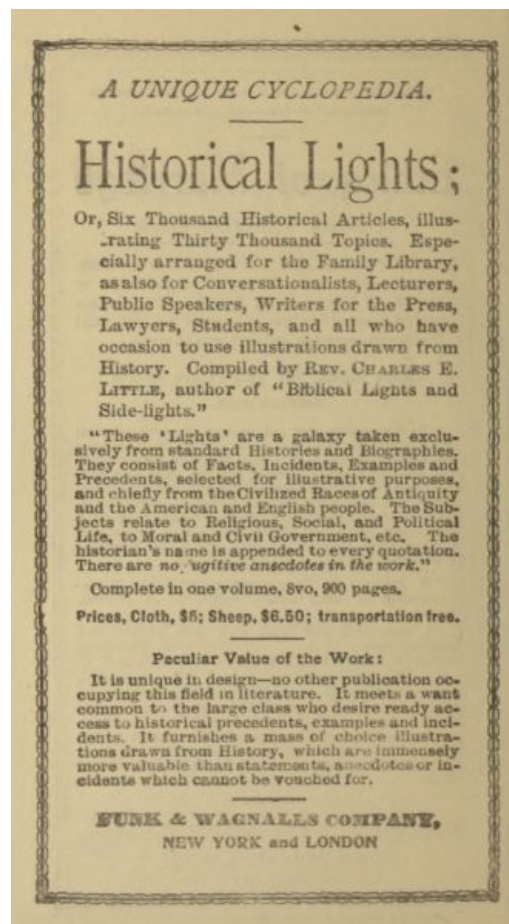 A UNIQUE CYCLOPEDIA.
Historical Lights;
Or, Six Thousand Historical Articles, illus-
.rating Thirty Thousand Topics. Espe-
cially arranged for the Family Library,
as also for Conversationalists, Lecturers,
Public Speakers, Writers for the Press,
Lawyers, Students, and all who have
occasion to use illustrations drawn from
History. Compiled by REV. CHARLES E.
LITTLE, author of "Biblical Lights and
Side-lights."
"These 'Lights' are a galaxy taken exclu-
sively from standard Histories and Biographies.
They consist of Facts, Incidents, Examples and
Precedents, selected for illustrative purposes,
and chiefly from the Civilized Races of Antiquity
and the American and English people. The Sub-
jects relate to Religious, Social, and Political
Life, to Moral and Civil Government, etc. The
historian's name is appended to every quotation.
There are no fugitive anecdotes in the work."
Complete in one volume, 8vo, 900 pages.
Prices, Cloth, $5; Sheep, $6.50; transportation free.
Peculiar Value of the Work:
It is unique in design—no other publication oc-
cupying this field in literature. It meets a want
common to the large class who desire ready ac-
cess to historical precedents, examples and inci-
dents. It furnishes a mass of choice illustra-
tions drawn from History, which are immensely
more valuable than statements, anecdotes or in-
cidents which cannot be vouched for.
FUNK & WAGNALLS COMPANY,
NEW YORK and LONDON